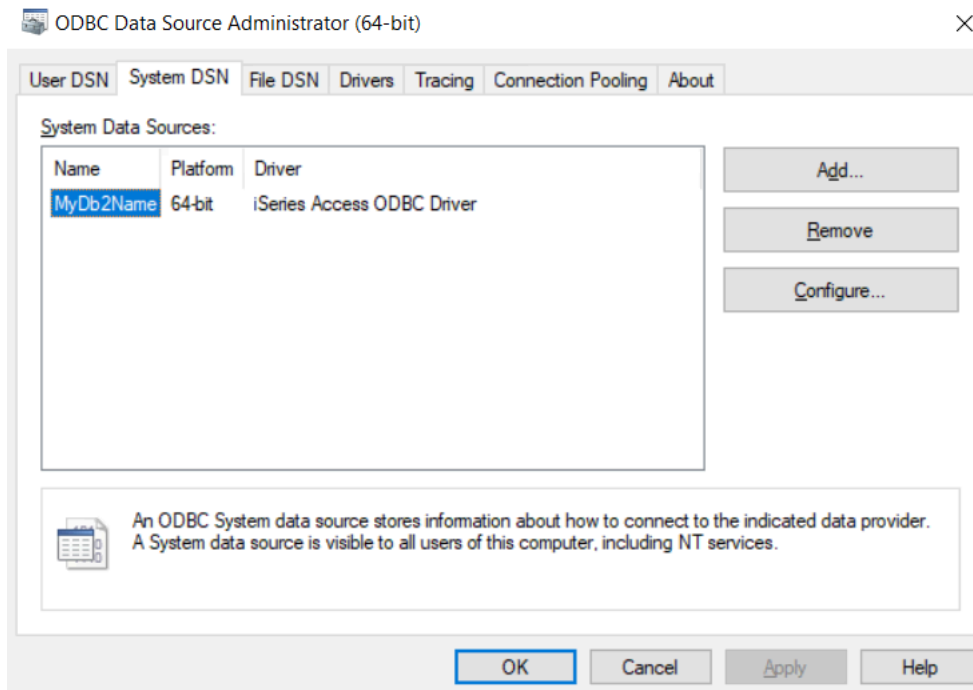 ODBC Data Source Administrator (64-bit)
User DSN System DSN File DSN Drivers Tracing Connection Pooling About
System Data Sources:
Name Platform Driver
MyDb2Name 64-bit iSeries Access ODBC Driver
Add...
Remove
Configure...
An ODBC System data source stores information about how to connect to the indicated data provider.
A System data source is visible to all users of this computer, including NT services.
OK Cancel Apply Help